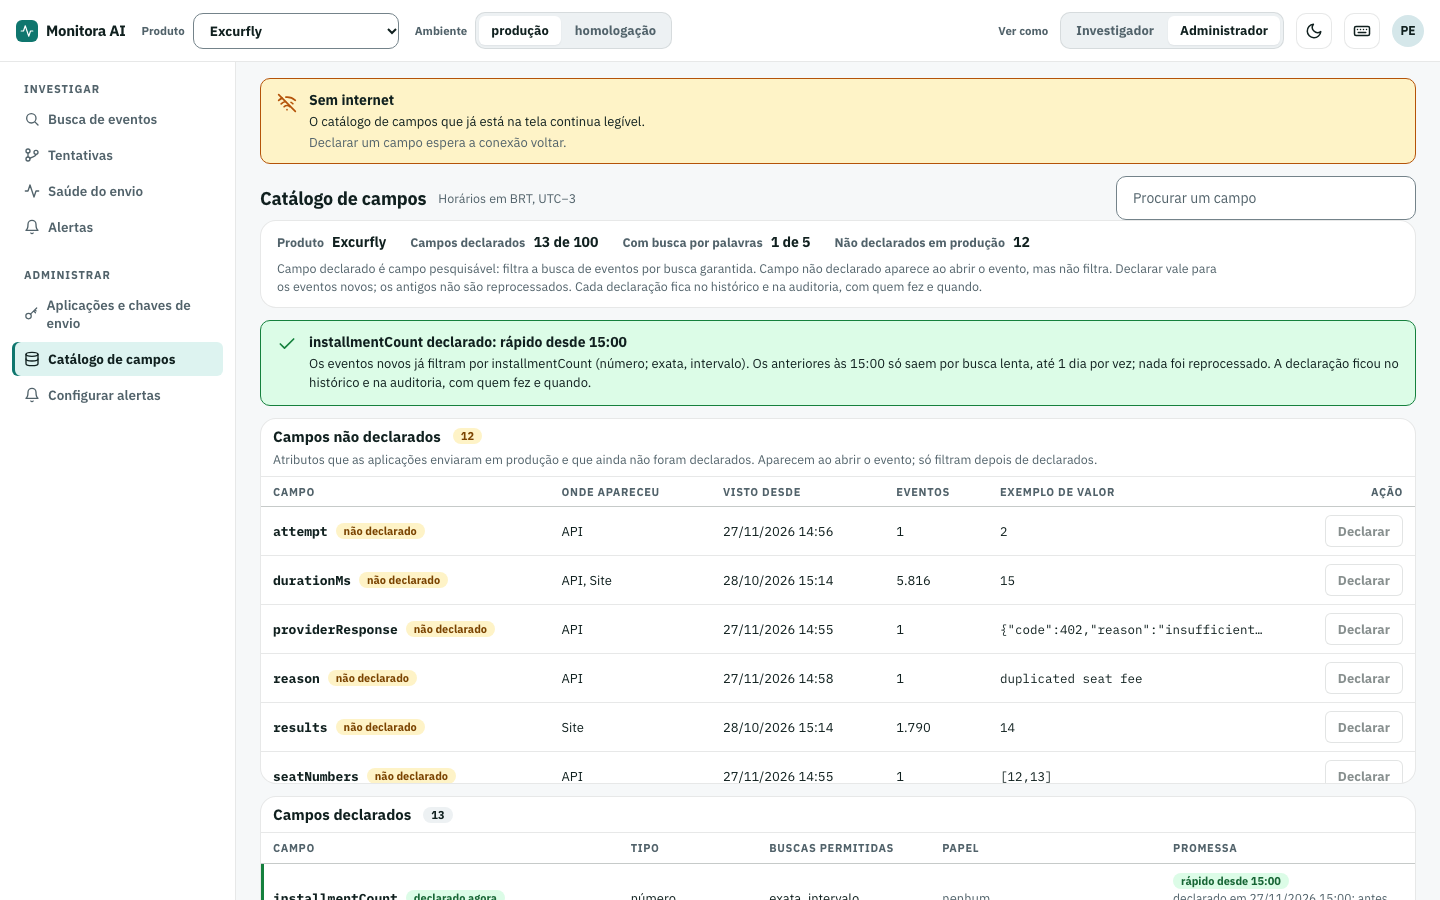 Monitora AI
Produto
Excurfly
Ambiente
produção
homologação
Ver como
Investigador
Administrador
PE
INVESTIGAR
Busca de eventos
Tentativas
Saúde do envio
Alertas
ADMINISTRAR
Aplicações e chaves de
envio
Catálogo de campos
Configurar alertas
Sem internet
O catálogo de campos que já está na tela continua legível.
Declarar um campo espera a conexão voltar.
Catálogo de campos
Horários em BRT, UTC−3
Procurar um campo
Produto Excurfly Campos declarados 13 de 100 Com busca por palavras 1 de 5 Não declarados em produção 12
Campo declarado é campo pesquisável: filtra a busca de eventos por busca garantida. Campo não declarado aparece ao abrir o evento, mas não filtra. Declarar vale para
os eventos novos; os antigos não são reprocessados. Cada declaração fica no histórico e na auditoria, com quem fez e quando.
installmentCount declarado: rápido desde 15:00
Os eventos novos já filtram por installmentCount (número; exata, intervalo). Os anteriores às 15:00 só saem por busca lenta, até 1 dia por vez; nada foi reprocessado. A declaração ficou no
histórico e na auditoria, com quem fez e quando.
Campos não declarados 12
Atributos que as aplicações enviaram em produção e que ainda não foram declarados. Aparecem ao abrir o evento; só filtram depois de declarados.
CAMPO ONDE APARECEU VISTO DESDE EVENTOS EXEMPLO DE VALOR AÇÃO
attempt não declarado API 27/11/2026 14:56 1 2 Declarar
durationMs não declarado API, Site 28/10/2026 15:14 5.816 15 Declarar
providerResponse não declarado API 27/11/2026 14:55 1 {"code":402,"reason":"insufficient… Declarar
reason não declarado API 27/11/2026 14:58 1 duplicated seat fee Declarar
results não declarado Site 28/10/2026 15:14 1.790 14 Declarar
seatNumbers não declarado API 27/11/2026 14:55 1 [12,13] Declarar
Campos declarados 13
CAMPO TIPO BUSCAS PERMITIDAS PAPEL PROMESSA
rápido desde 15:00
installmentCount declarado agora número exata, intervalo nenhum declarado em 27/11/2026 15:00; antes